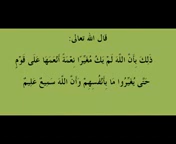 قال الله تعالى:
ذَلِكَ بِأَنَّ اللَّهَ لَمْ يَكُ مُغَيِّرًا نِعْمَةً أَنْعَمَهَا عَلَى قَوْمٍ
حَتَّى يُغَيِّرُوا مَا بِأَنْفُسِهِمْ وَأَنَّ اللَّهَ سَمِيعٌ عَلِيمٌ